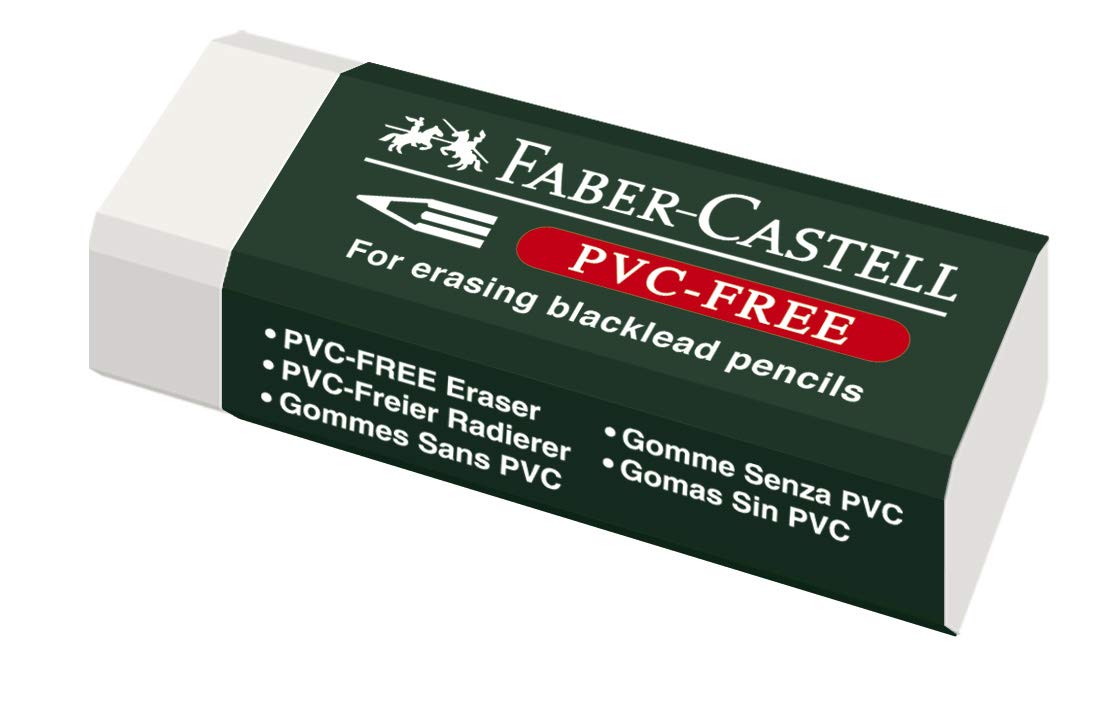 FABER-CASTELL
PVC-FREE
For erasing blacklead pencils
• PVC-FREE Eraser
• PVC-Freier Radierer
• Gommes Sans PVC
• Gomme Senza PVC
• Gomas Sin PVC